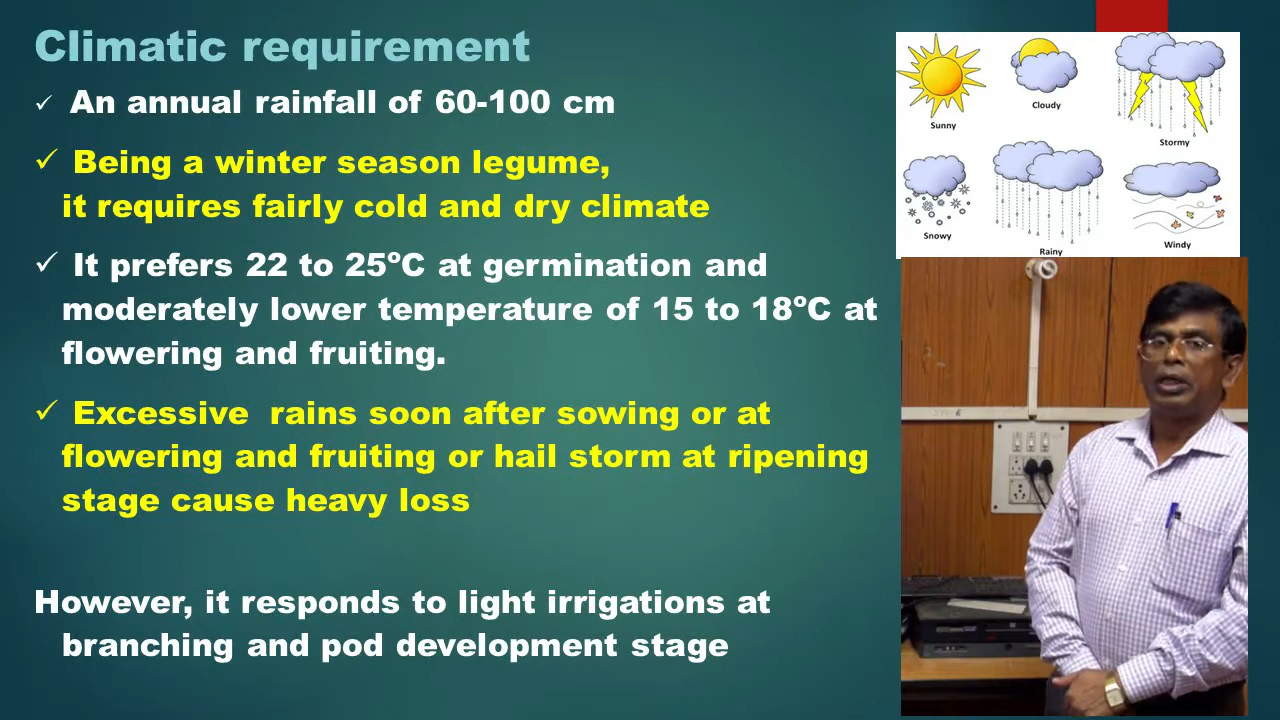 Climatic requirement
✓ An annual rainfall of 60-100 cm
✓ Being a winter season legume,
it requires fairly cold and dry climate
✓ It prefers 22 to 25ºC at germination and
moderately lower temperature of 15 to 18ºC at
flowering and fruiting.
✓ Excessive rains soon after sowing or at
flowering and fruiting or hail storm at ripening
stage cause heavy loss
However, it responds to light irrigations at
branching and pod development stage
Sunny
Cloudy
Stormy
Snowy
Rainy
Windy